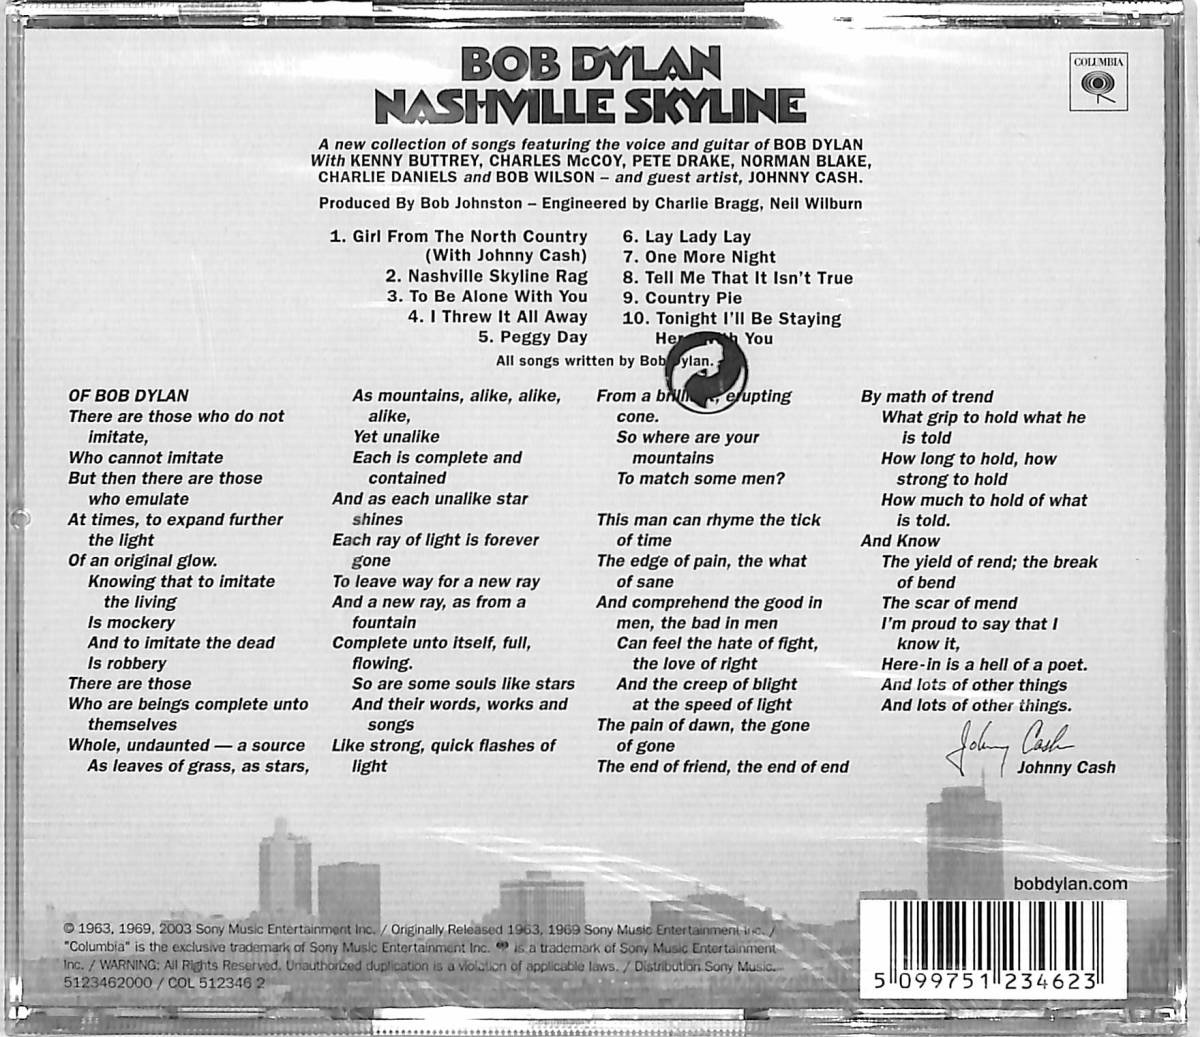 BOB DYLAN
NASHVILLE SKYLINE
COLUMBIA
A new collection of songs featuring the voice and guitar of BOB DYLAN
With KENNY BUTTREY, CHARLES McCOY, PETE DRAKE, NORMAN BLAKE,
CHARLIE DANIELS and BOB WILSON – and guest artist, JOHNNY CASH.
Produced By Bob Johnston – Engineered by Charlie Bragg, Neil Wilburn
1. Girl From The North Country
(With Johnny Cash)
2. Nashville Skyline Rag
3. To Be Alone With You
4. I Threw It All Away
5. Peggy Day
6. Lay Lady Lay
7. One More Night
8. Tell Me That It Isn't True
9. Country Pie
10. Tonight I'll Be Staying
Here With You
All songs written by Bob Dylan.
OF BOB DYLAN
There are those who do not
imitate,
Who cannot imitate
But then there are those
who emulate
At times, to expand further
the light
Of an original glow.
Knowing that to imitate
the living
Is mockery
And to imitate the dead
Is robbery
There are those
Who are beings complete unto
themselves
Whole, undaunted — a source
As leaves of grass, as stars,
As mountains, alike, alike,
alike,
Yet unalike
Each is complete and
contained
And as each unalike star
shines
Each ray of light is forever
gone
To leave way for a new ray
And a new ray, as from a
fountain
Complete unto itself, full,
flowing.
So are some souls like stars
And their words, works and
songs
Like strong, quick flashes of
light
From a brilliant, erupting
cone.
So where are your
mountains
To match some men?
This man can rhyme the tick
of time
The edge of pain, the what
of sane
And comprehend the good in
men, the bad in men
Can feel the hate of fight,
the love of right
And the creep of blight
at the speed of light
The pain of dawn, the gone
of gone
The end of friend, the end of end
By math of trend
What grip to hold what he
is told
How long to hold, how
strong to hold
How much to hold of what
is told.
And Know
The yield of rend; the break
of bend
The scar of mend
I'm proud to say that I
know it,
Here-in is a hell of a poet.
And lots of other things
And lots of other things.
Johnny Cash
Johnny Cash
bobdylan.com
© 1963, 1969, 2003 Sony Music Entertainment Inc. / Originally Released 1963, 1969 Sony Music Entertainment Inc. /
"Columbia" is the exclusive trademark of Sony Music Entertainment Inc. is a trademark of Sony Music Entertainment
Inc. / WARNING: All Rights Reserved. Unauthorized duplication is a violation of applicable laws. / Distribution Sony Music.
5123462000 / COL 512346 2
5 099751 234623